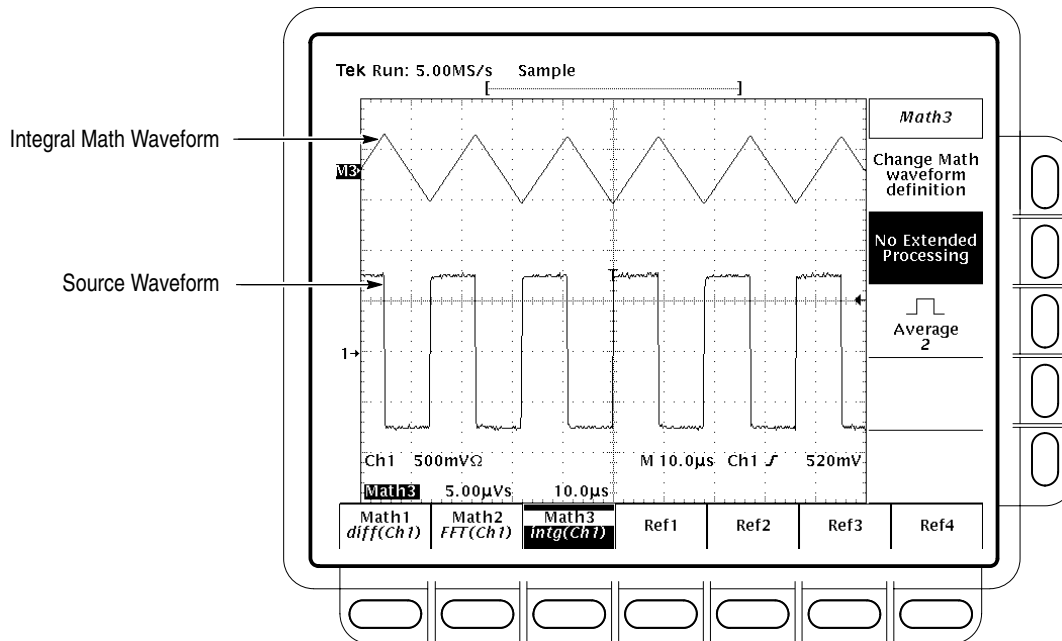 Tek Run: 5.00MS/s Sample
[ ]
Integral Math Waveform
M3
Source Waveform
T
1
Math3
Change Math
waveform
definition
No Extended
Processing
Average
2
Ch1 500mVΩ M 10.0µs Ch1 520mV
Math3 5.00µVs 10.0µs
Math1
diff(Ch1)
Math2
FFT(Ch1)
Math3
intg(Ch1)
Ref1
Ref2
Ref3
Ref4